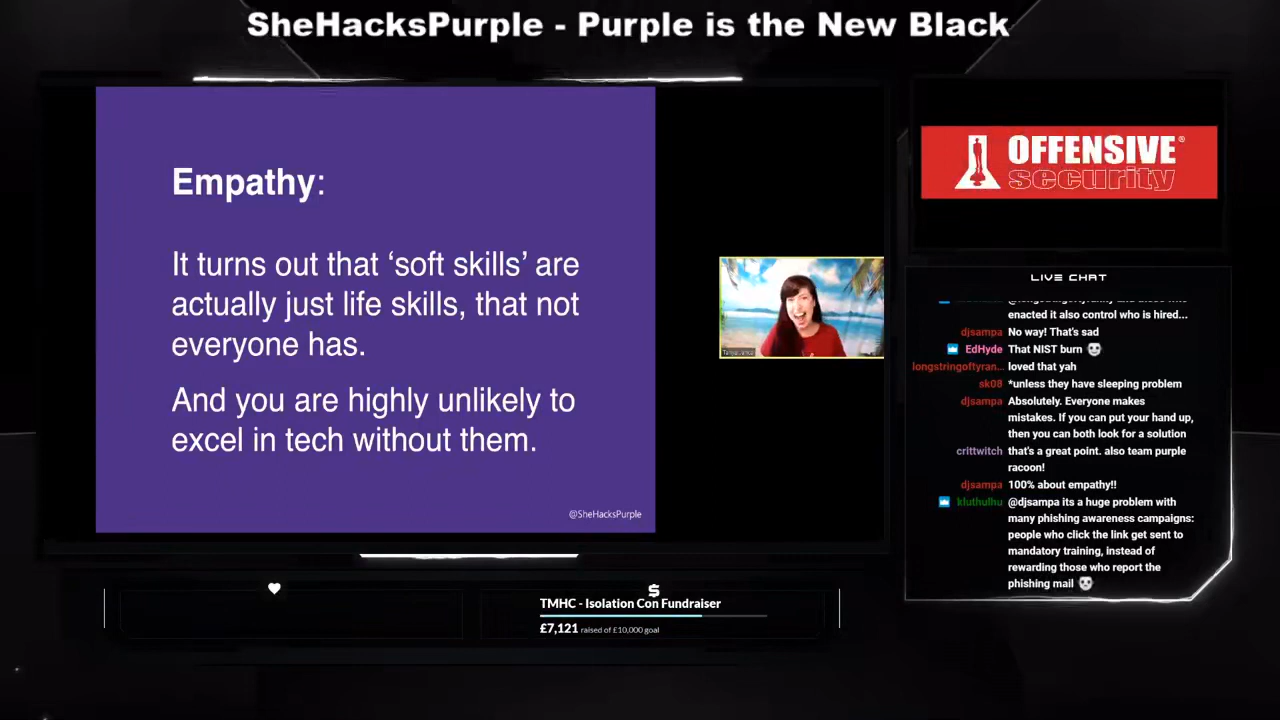 SheHacksPurple - Purple is the New Black
Empathy:
It turns out that ‘soft skills’ are
actually just life skills, that not
everyone has.
And you are highly unlikely to
excel in tech without them.
@SheHacksPurple
OFFENSIVE®
security
LIVE CHAT
enacted it also control who is hired...
djsampa No way! That's sad
EdHyde That NIST burn
longstringoftyran... loved that yah
sk08 *unless they have sleeping problem
djsampa Absolutely. Everyone makes
mistakes. If you can put your hand up,
then you can both look for a solution
crittwitch that's a great point. also team purple
racoon!
djsampa 100% about empathy!!
kluthulhu @djsampa its a huge problem with
many phishing awareness campaigns:
people who click the link get sent to
mandatory training, instead of
rewarding those who report the
phishing mail
TMHC - Isolation Con Fundraiser
£7,121 raised of £10,000 goal